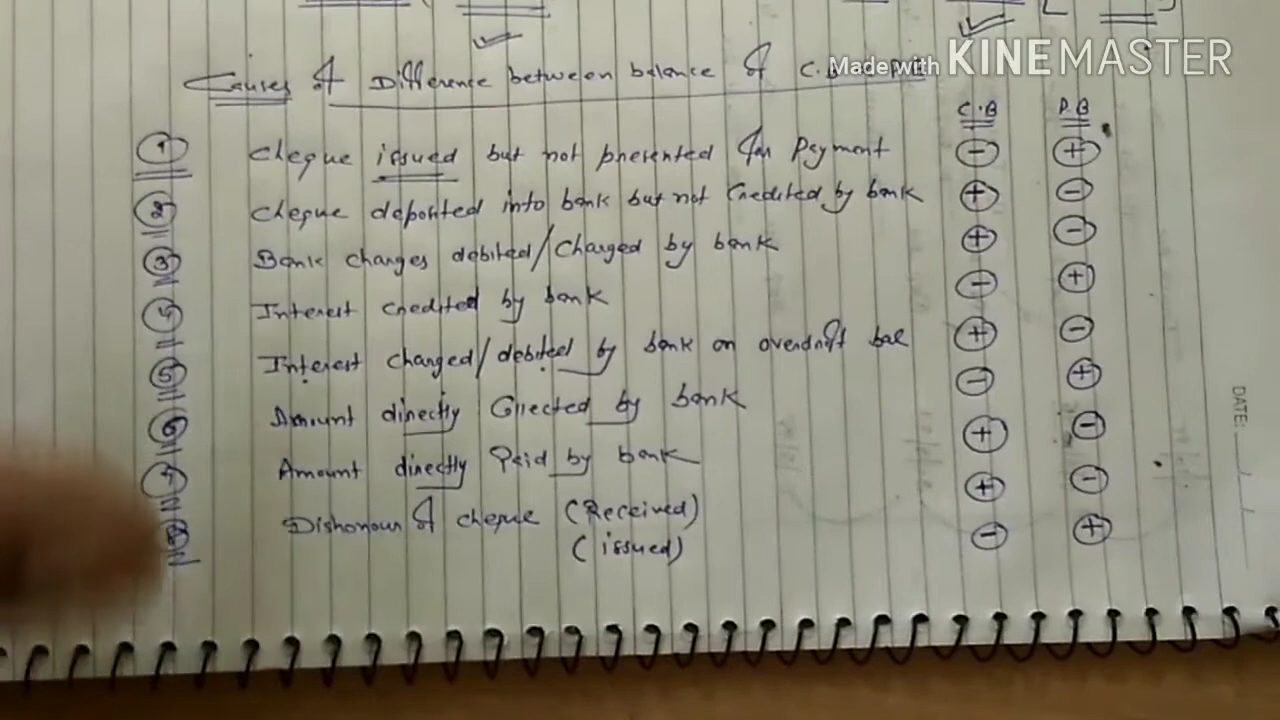 Made with KINEMASTER
Causes of Difference between balance of C.B
C.B P.B
1 Cheque issued but not presented for Payment - +
2 Cheque deposited into bank but not Credited by bank + -
3 Bank charges debited/Charged by bank + -
5 Interest credited by bank - +
5 Interest charged/debited by bank on overdraft bal + -
6 Amount directly Collected by bank - +
7 Amount directly Paid by bank + -
8 Dishonour of cheque (Received) + -
(issued) - +
DATE: